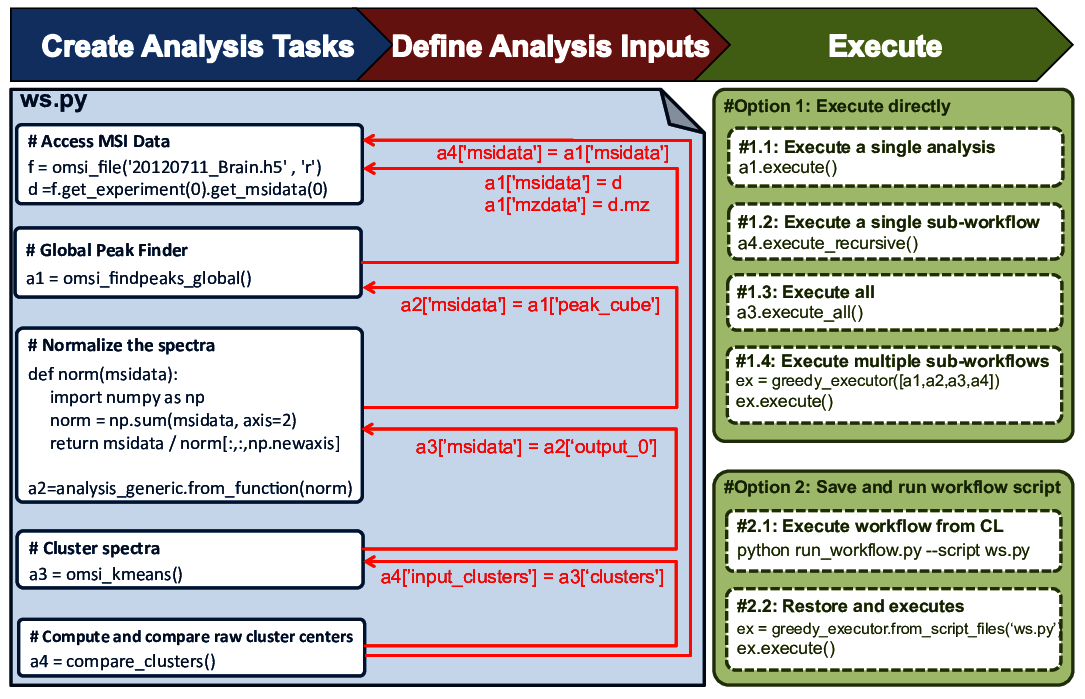 Create Analysis Tasks
Define Analysis Inputs
Execute
ws.py
# Access MSI Data
f = omsi_file('20120711_Brain.h5' , 'r')
d =f.get_experiment(0).get_msidata(0)
# Global Peak Finder
a1 = omsi_findpeaks_global()
# Normalize the spectra
def norm(msidata):
import numpy as np
norm = np.sum(msidata, axis=2)
return msidata / norm[:,:,np.newaxis]
a2=analysis_generic.from_function(norm)
# Cluster spectra
a3 = omsi_kmeans()
# Compute and compare raw cluster centers
a4 = compare_clusters()
a4['msidata'] = a1['msidata']
a1['msidata'] = d
a1['mzdata'] = d.mz
a2['msidata'] = a1['peak_cube']
a3['msidata'] = a2['output_0']
a4['input_clusters'] = a3['clusters']
#Option 1: Execute directly
#1.1: Execute a single analysis
a1.execute()
#1.2: Execute a single sub-workflow
a4.execute_recursive()
#1.3: Execute all
a3.execute_all()
#1.4: Execute multiple sub-workflows
ex = greedy_executor([a1,a2,a3,a4])
ex.execute()
#Option 2: Save and run workflow script
#2.1: Execute workflow from CL
python run_workflow.py --script ws.py
#2.2: Restore and executes
ex = greedy_executor.from_script_files('ws.py'
ex.execute()